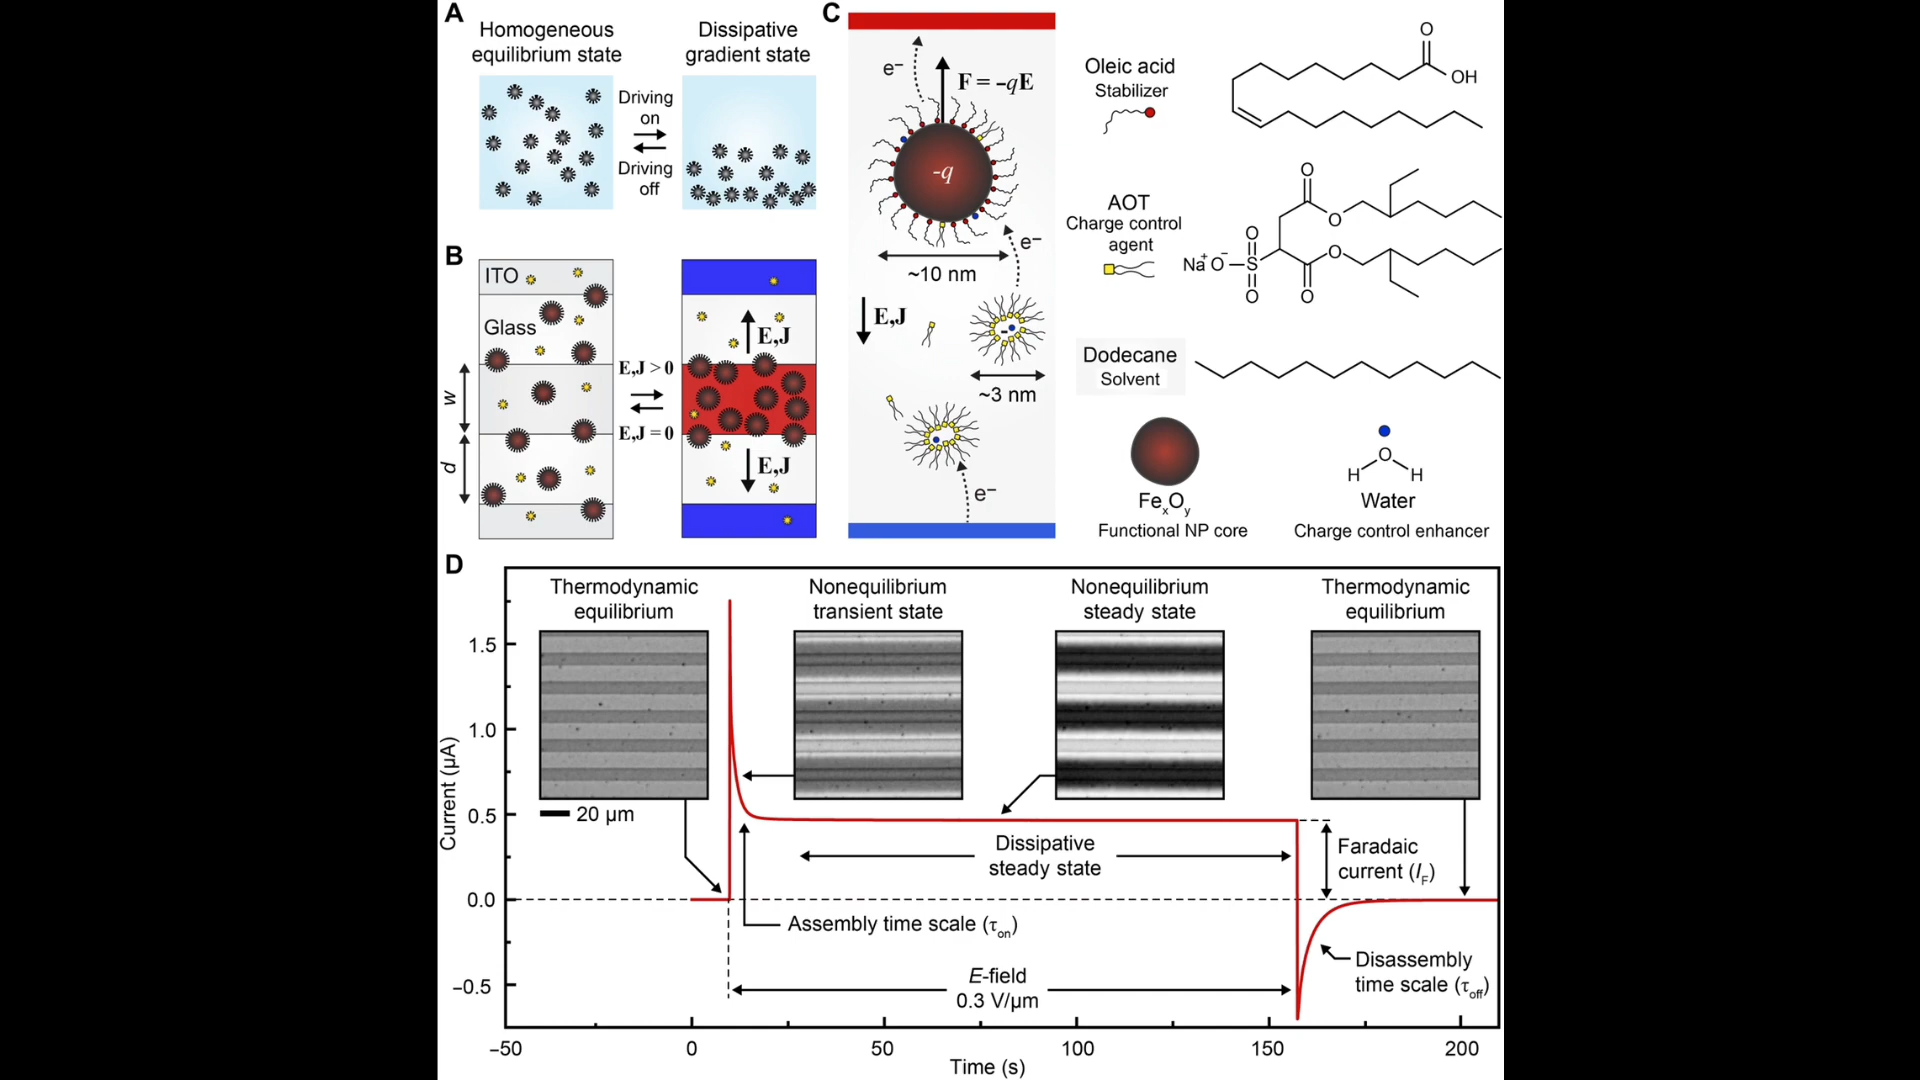 A
Homogeneous
equilibrium state
Dissipative
gradient state
Driving
on
Driving
off
B
ITO
Glass
w
d
E,J > 0
E,J = 0
E,J
E,J
C
e−
F = -qE
-q
e−
~10 nm
E,J
-
~3 nm
e−
Oleic acid
Stabilizer
O
OH
AOT
Charge control
agent
O
O
O
Na+ O− S
O
O
O
Dodecane
Solvent
FexOy
Functional NP core
O
H H
Water
Charge control enhancer
D
Thermodynamic
equilibrium
Nonequilibrium
transient state
Nonequilibrium
steady state
Thermodynamic
equilibrium
Current (µA)
1.5
1.0
0.5
0.0
−0.5
20 µm
Dissipative
steady state
Faradaic
current (IF)
Assembly time scale (τon)
E-field
0.3 V/µm
Disassembly
time scale (τoff)
−50 0 50 100 150 200
Time (s)